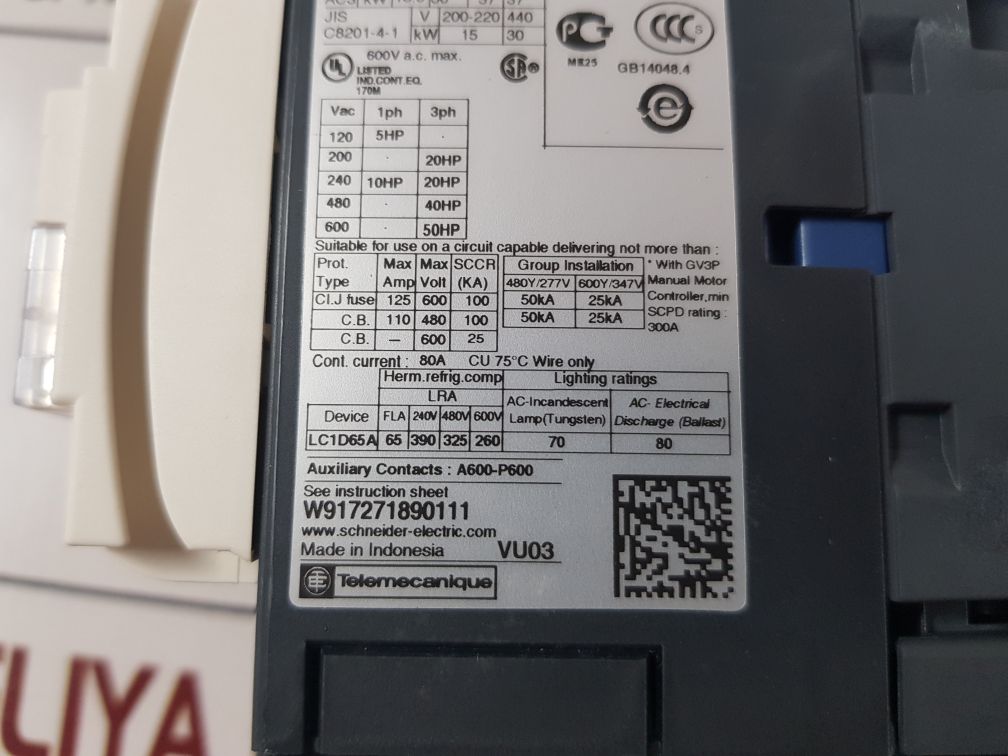 JIS V 200-220 440
C8201-4-1 kW 15 30
600V a.c. max.
UL LISTED
IND.CONT.EQ.
170M
SA ®
PG
ME25
CCC S
GB14048.4
e
Vac 1ph 3ph
120 5HP .
200 . 20HP
240 10HP 20HP
480 . 40HP
600 . 50HP
Suitable for use on a circuit capable delivering not more than :
Prot. Type Max Amp Max Volt SCCR (KA)
Cl.J fuse 125 600 100
C.B. 110 480 100
C.B. — 600 25
Group Installation
480Y/277V 600Y/347V
50kA 25kA
50kA 25kA
* With GV3P
Manual Motor
Controller,min
SCPD rating :
300A
Cont. current : 80A CU 75°C Wire only
Herm.refrig.comp Lighting ratings
LRA
Device FLA 240V 480V 600V AC-Incandescent Lamp(Tungsten) AC- Electrical Discharge (Ballast)
LC1D65A 65 390 325 260 70 80
Auxiliary Contacts : A600-P600
See instruction sheet
W917271890111
www.schneider-electric.com
Made in Indonesia VU03
Telemecanique
LIYA